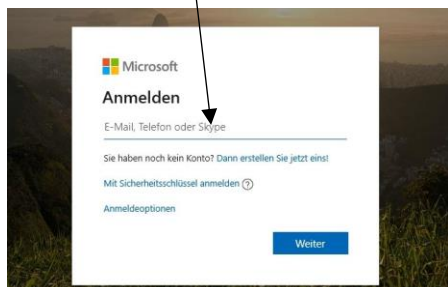 Microsoft
Anmelden
E-Mail, Telefon oder Skype
Sie haben noch kein Konto? Dann erstellen Sie jetzt eins!
Mit Sicherheitsschlüssel anmelden ?
Anmeldeoptionen
Weiter